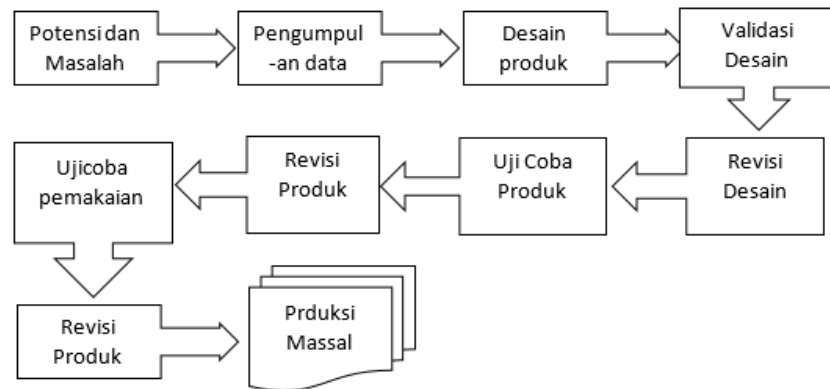 Potensi dan
Masalah
Pengumpul
-an data
Desain
produk
Validasi
Desain
Revisi
Desain
Uji Coba
Produk
Revisi
Produk
Ujicoba
pemakaian
Revisi
Produk
Prduksi
Massal